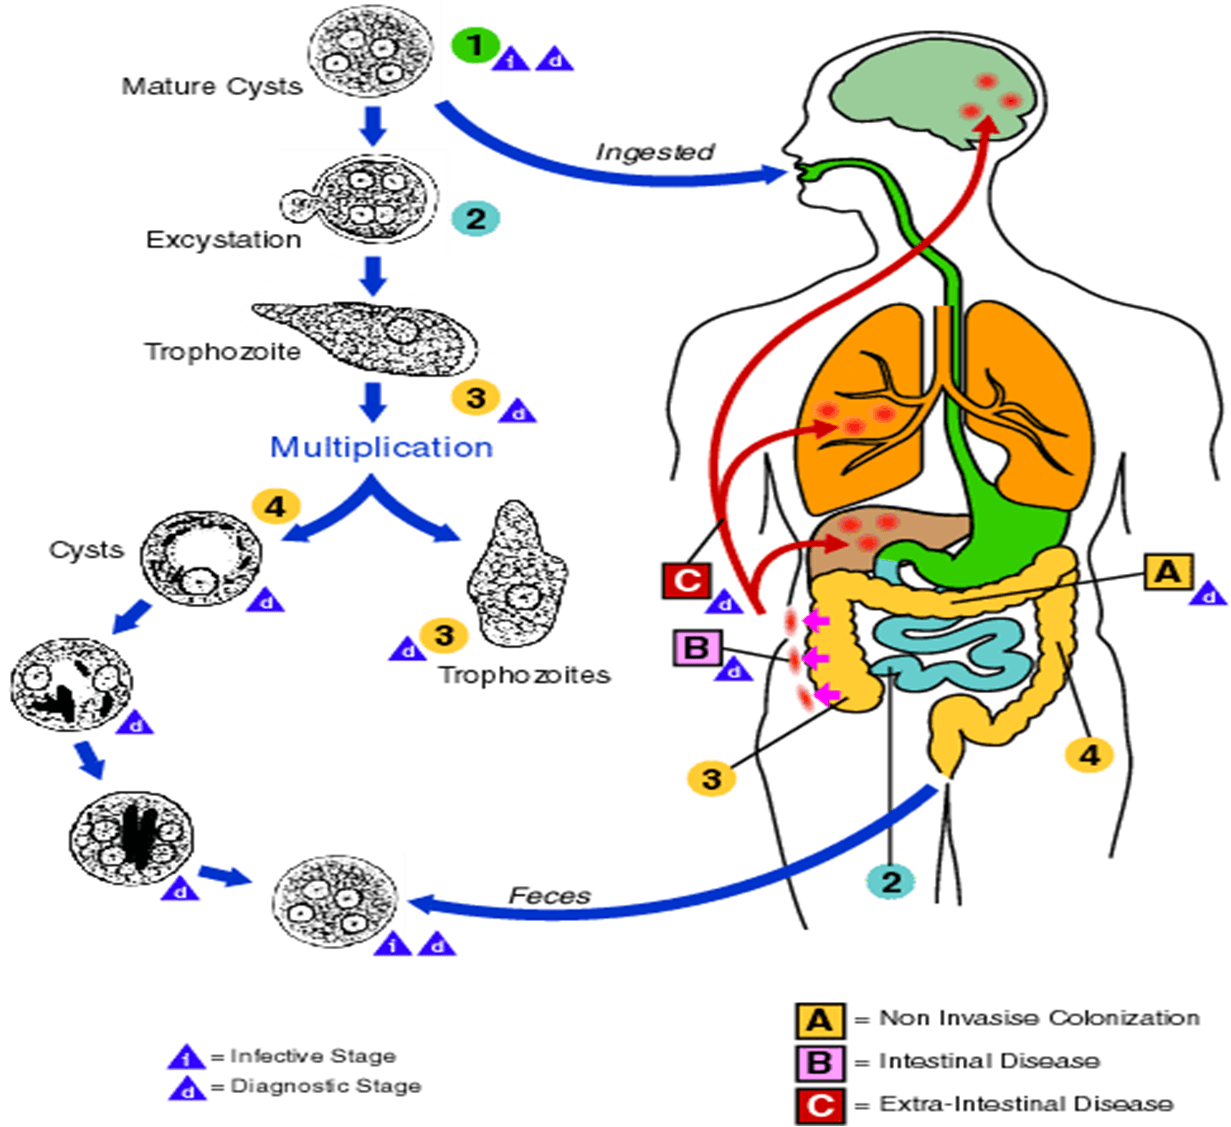 1
i d
Mature Cysts
Ingested
2
Excystation
Trophozoite
3
d
Multiplication
4
Cysts
d
d 3
Trophozoites
d
d
Feces
i d
C
d
A
d
B
d
3
4
2
i = Infective Stage
d = Diagnostic Stage
A = Non Invasise Colonization
B = Intestinal Disease
C = Extra-Intestinal Disease